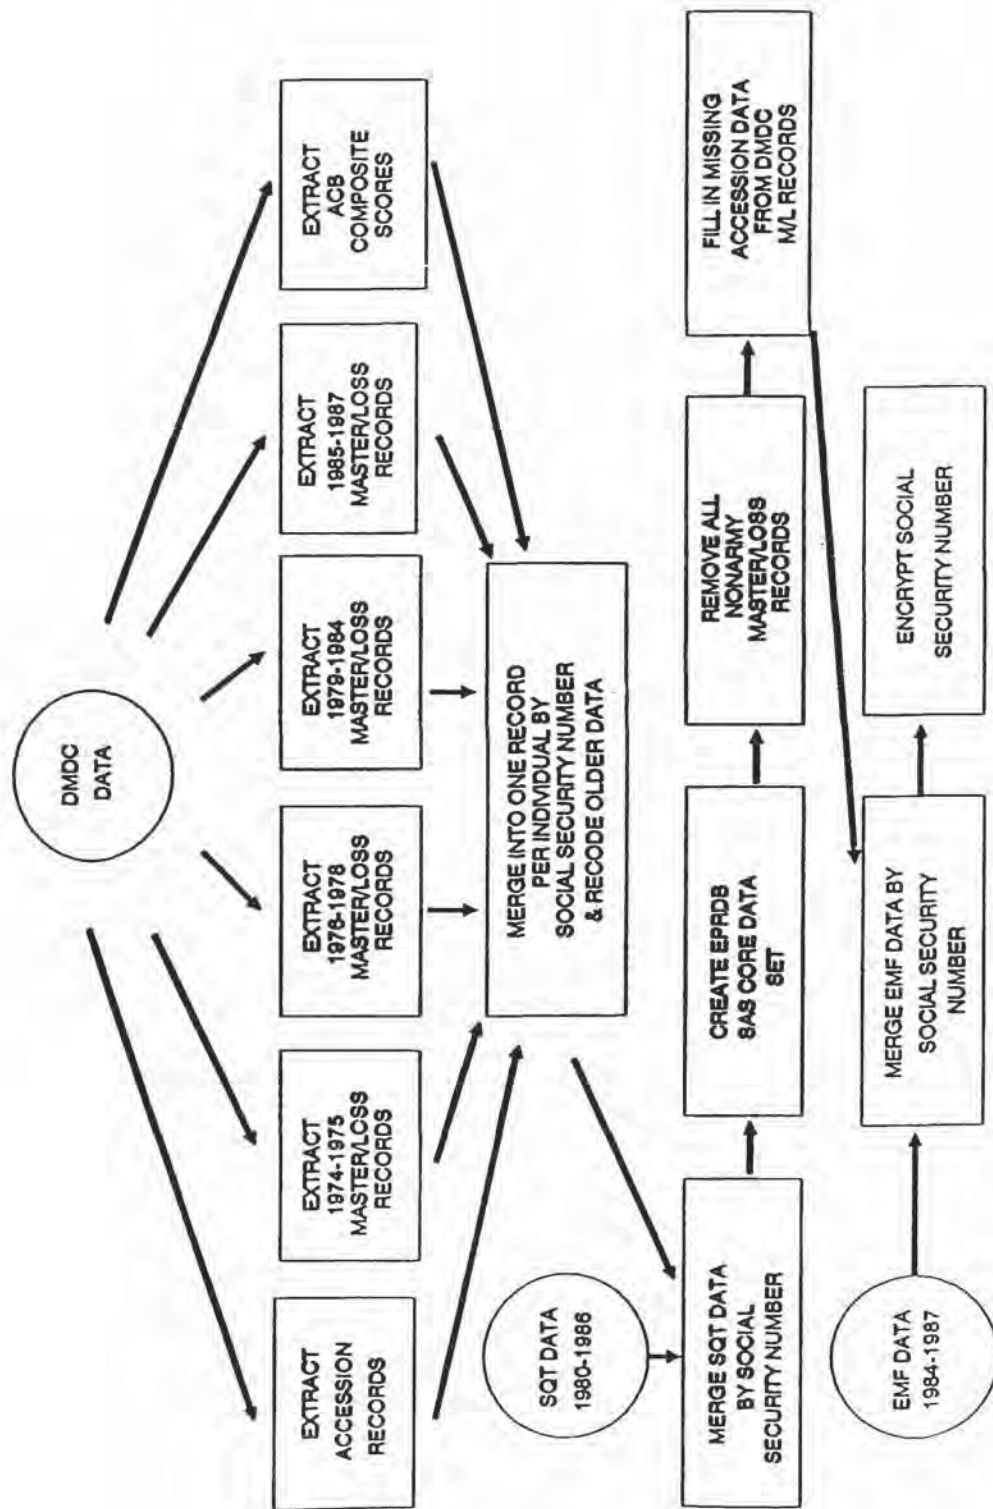 DMDC
DATA
EXTRACT
ACCESSION
RECORDS
EXTRACT
1974-1975
MASTER/LOSS
RECORDS
EXTRACT
1976-1978
MASTER/LOSS
RECORDS
EXTRACT
1979-1984
MASTER/LOSS
RECORDS
EXTRACT
1985-1987
MASTER/LOSS
RECORDS
EXTRACT
ACB
COMPOSITE
SCORES
MERGE INTO ONE RECORD
PER INDIVIDUAL BY
SOCIAL SECURITY NUMBER
& RECODE OLDER DATA
SQT DATA
1980-1986
MERGE SQT DATA
BY SOCIAL
SECURITY NUMBER
CREATE EPRDB
SAS CORE DATA
SET
REMOVE ALL
NONARMY
MASTER/LOSS
RECORDS
FILL IN MISSING
ACCESSION DATA
FROM DMDC
M/L RECORDS
EMF DATA
1984-1987
MERGE EMF DATA BY
SOCIAL SECURITY
NUMBER
ENCRYPT SOCIAL
SECURITY NUMBER